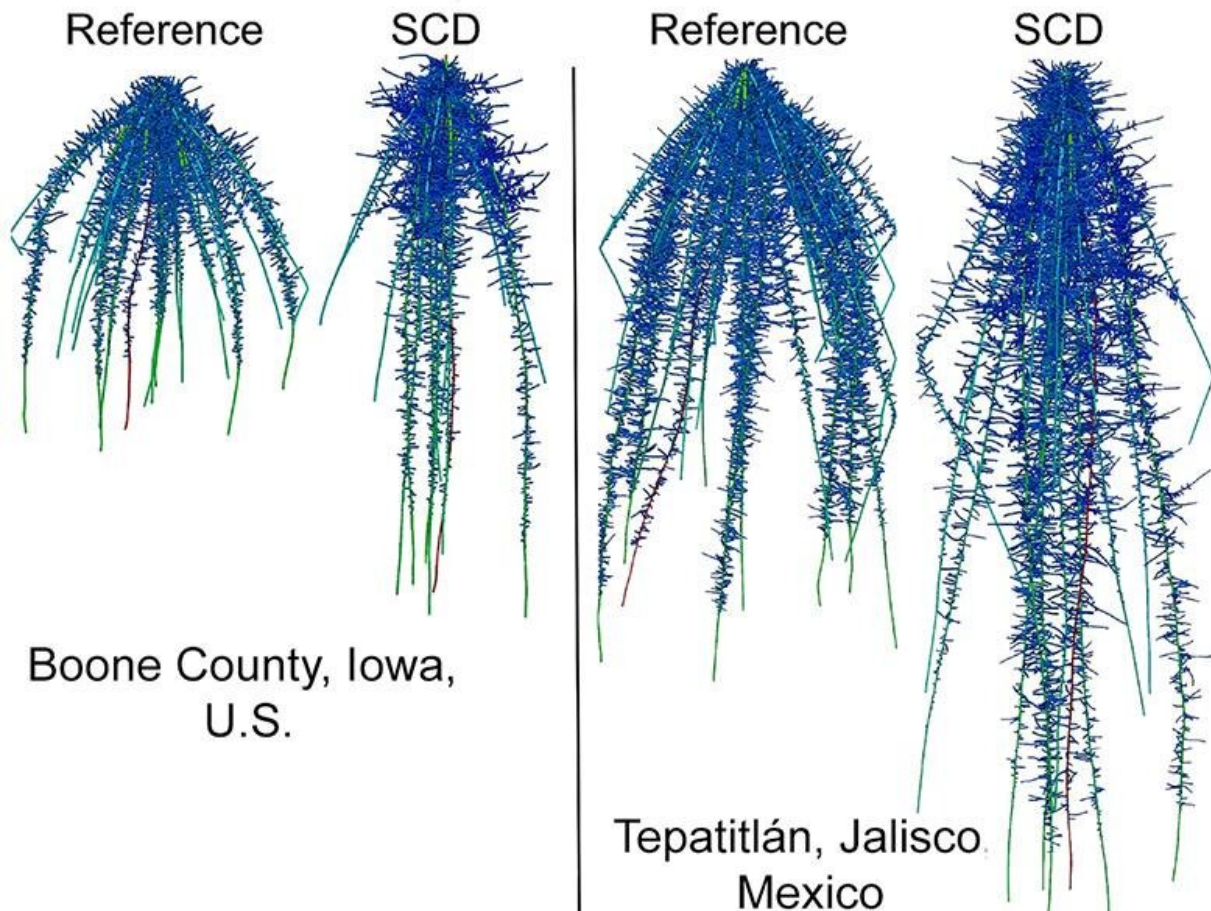 Reference
SCD
Reference
SCD
Boone County, Iowa,
U.S.
Tepatitlán, Jalisco
Mexico